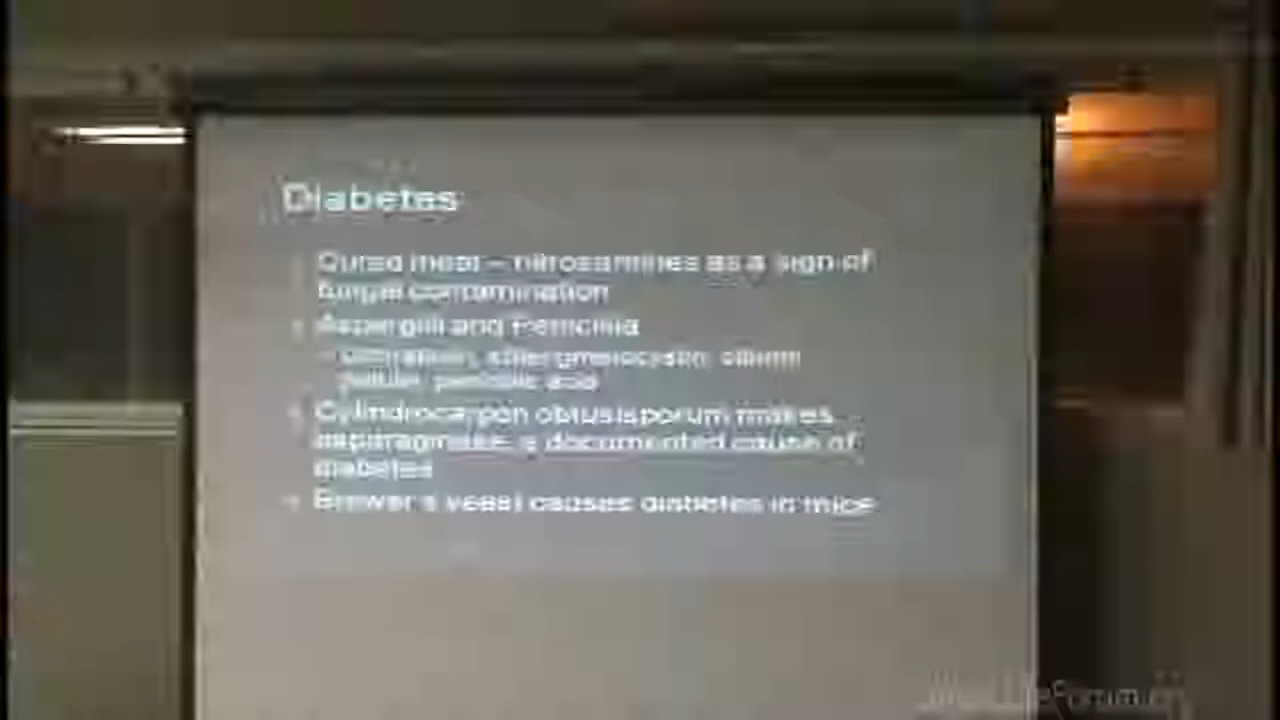 Diabetes
Cured meat – nitrosamines as a sign of
fungal contamination
Aspergilli and Penicillia
Cylindrocarpon obtusisporum makes
asparaginase, a documented cause of
diabetes
Brewer's yeast causes diabetes in mice